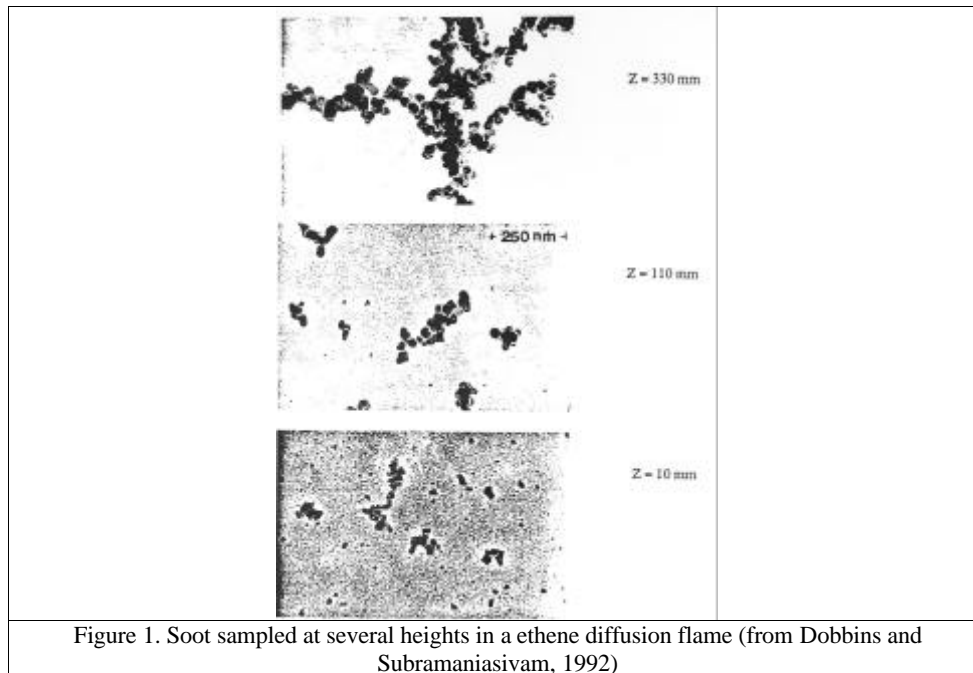 Z = 330 mm
+ 250 nm +
Z = 110 mm
Z = 10 mm
Figure 1. Soot sampled at several heights in a ethene diffusion flame (from Dobbins and
Subramaniasivam, 1992)